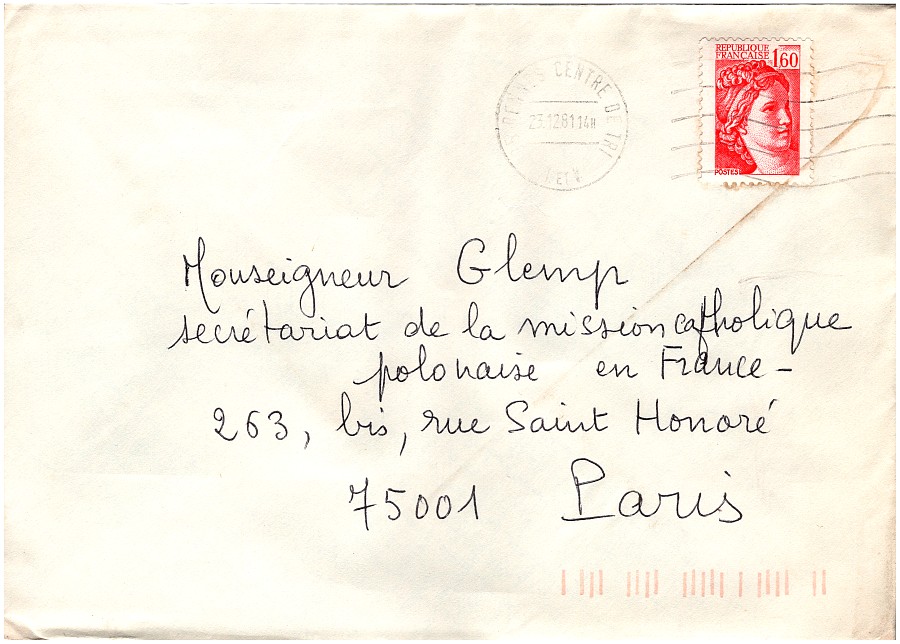 RÉPUBLIQUE
FRANÇAISE 1,60
POSTES
RENNES CENTRE DE TRI
23.12.81 14H
Monseigneur Glemp
secrétariat de la mission catholique
polonaise en France -
263, bis, rue Saint Honoré
75001 Paris